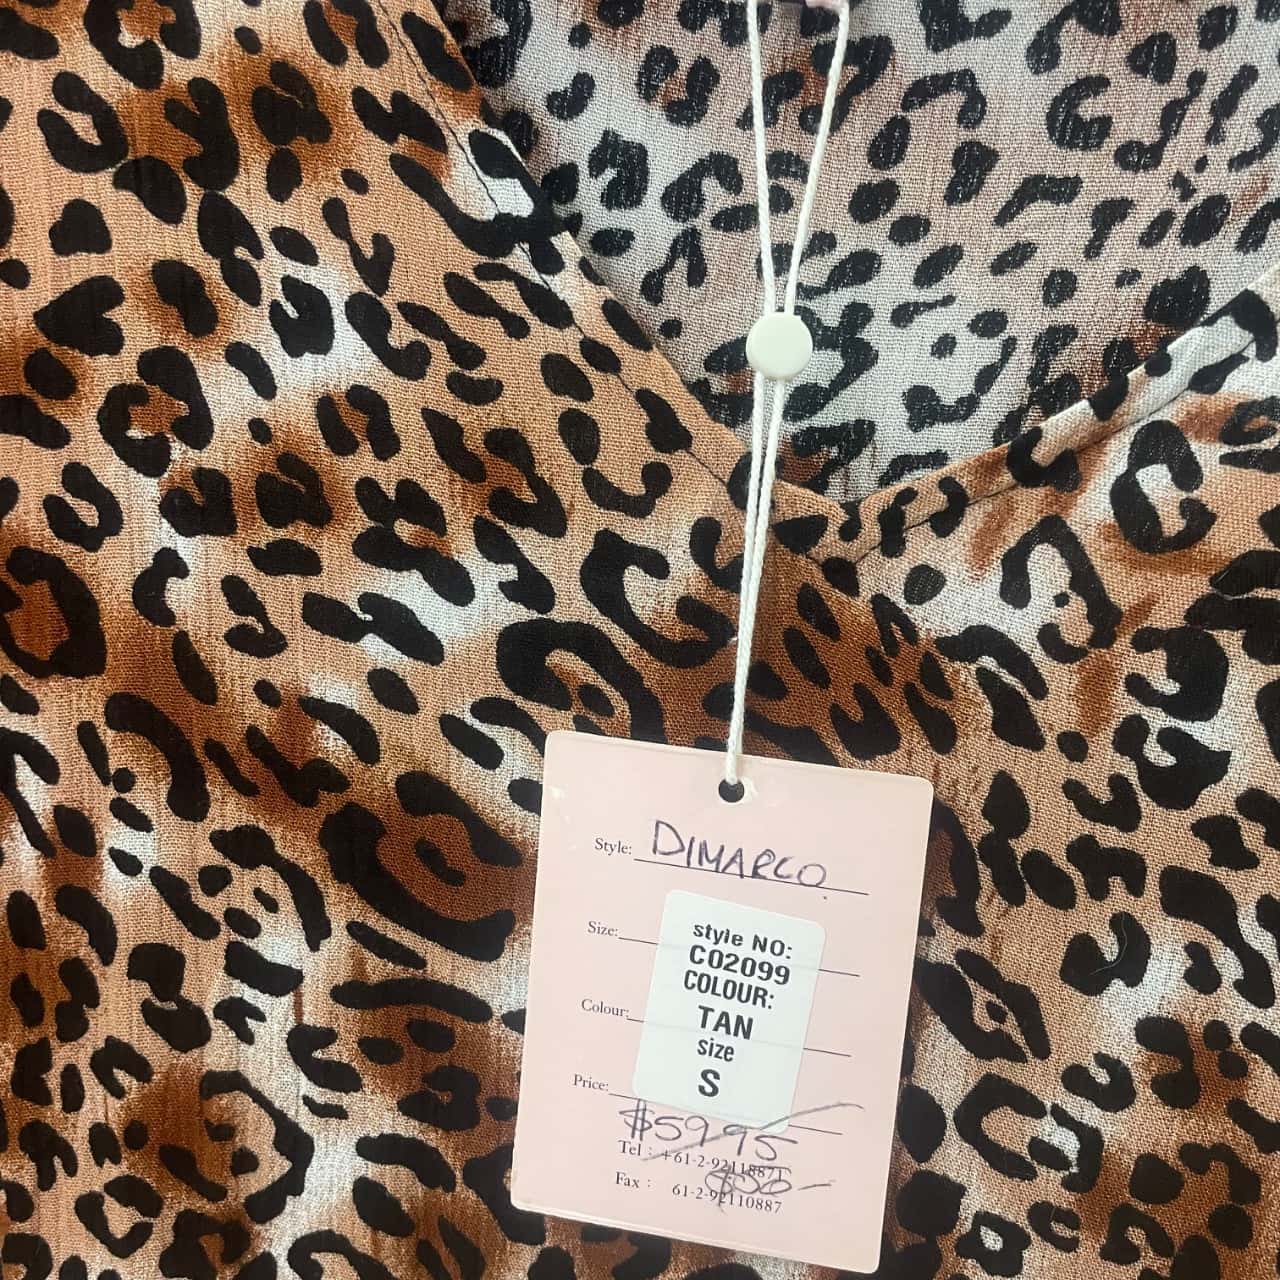 Style: DIMARCO.
Size:
style NO:
CO2099
COLOUR:
TAN
size
S
Colour:
Price:
$59.95
Tel : +61-2-92118871
Fax : 61-2-92110887